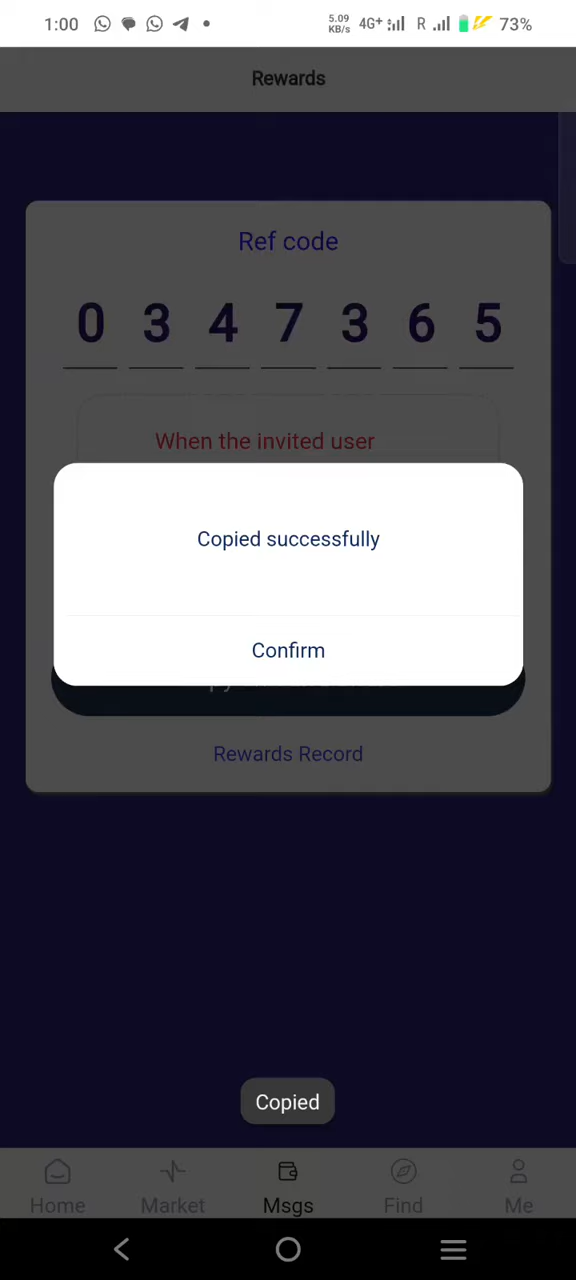 1:00 5.09 KB/s 4G+ R 73%
Rewards
Ref code
0 3 4 7 3 6 5
When the invited user
Copied successfully
Confirm
Rewards Record
Copied
Home Market Msgs Find Me